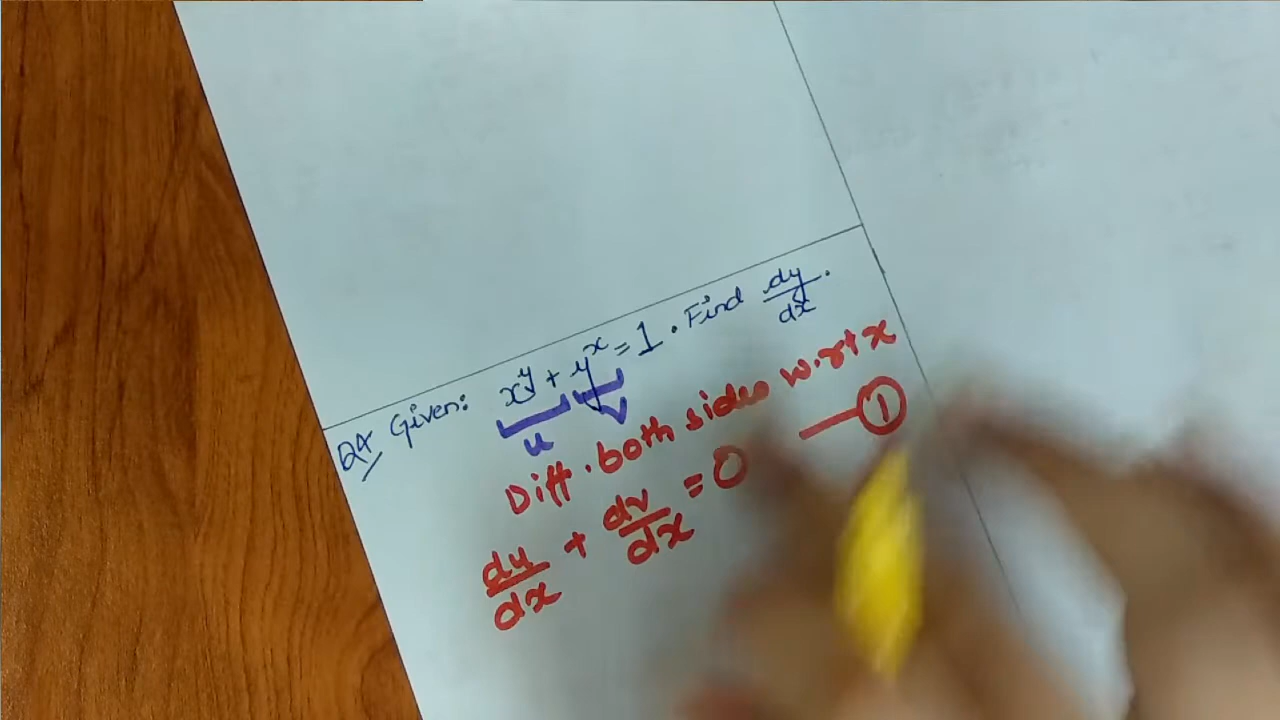 Q4 Given: x^y + y^x = 1. Find dy/dx.
u v
Diff. both sides w.r.t x
du/dx + dv/dx = 0 — 1